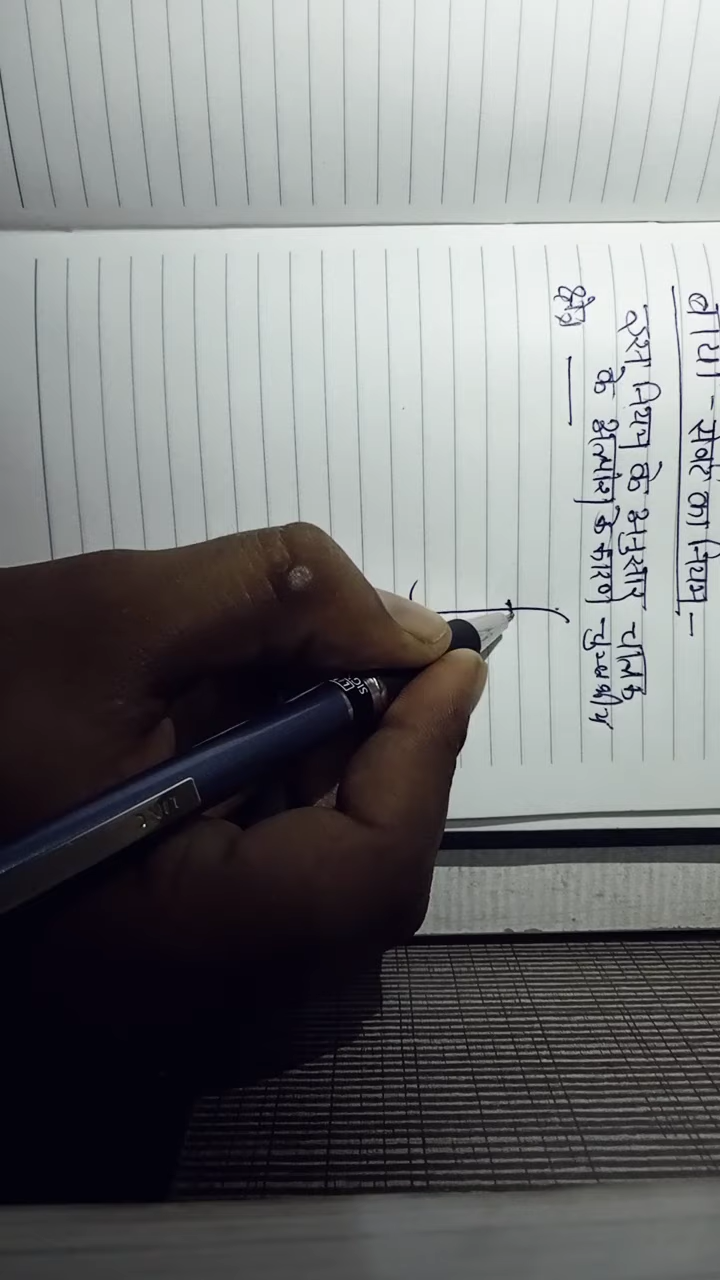 बायो - सेवर्ट का नियम -
इस नियम के अनुसार चालक
के अल्पांश के कारण चुम्बकीय
क्षेत्र